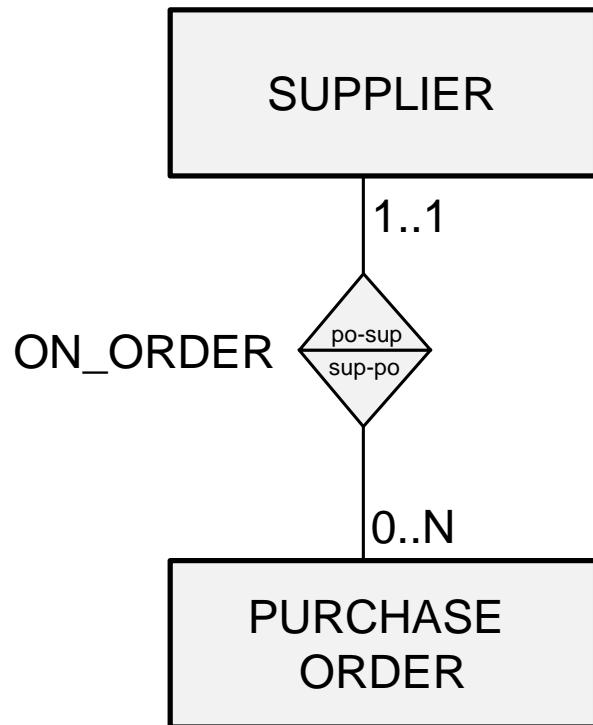 SUPPLIER
1..1
po-sup
ON_ORDER
sup-po
0..N
PURCHASE
ORDER